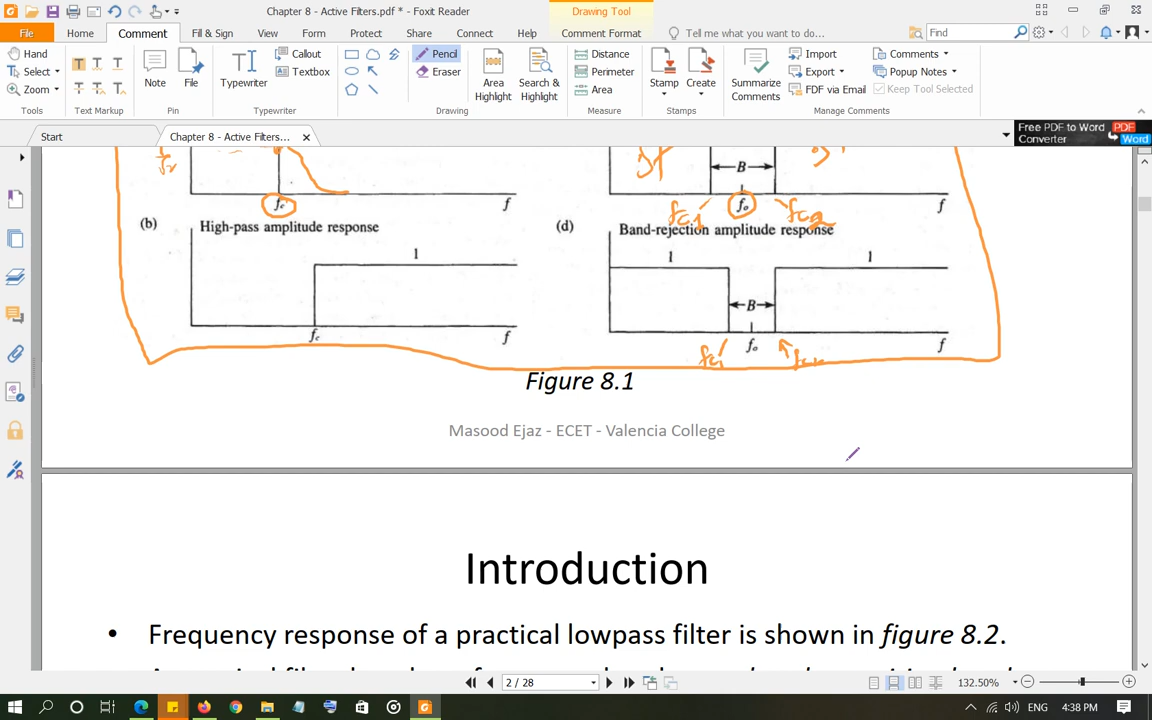 Chapter 8 - Active Filters.pdf * - Foxit Reader
Drawing Tool
File Home Comment Fill & Sign View Form Protect Share Connect Help Comment Format Tell me what you want to do... Find
Hand Select Zoom
Tools
Text Markup
Note File
Pin
Typewriter Callout Textbox
Typewriter
Pencil Eraser
Drawing
Area Highlight Search & Highlight
Distance Perimeter Area
Measure
Stamp Create
Stamps
Summarize Comments Import Export FDF via Email Comments Popup Notes Keep Tool Selected
Manage Comments
Start
Chapter 8 - Active Filters...
Free PDF to Word Converter PDF Word
B
fc f fc1 fo fc2 f
(b) High-pass amplitude response
(d) Band-rejection amplitude response
1 1 1
B
fc f fc1 fo f
Figure 8.1
Masood Ejaz - ECET - Valencia College
Introduction
• Frequency response of a practical lowpass filter is shown in figure 8.2.
2 / 28
132.50%
ENG 4:38 PM